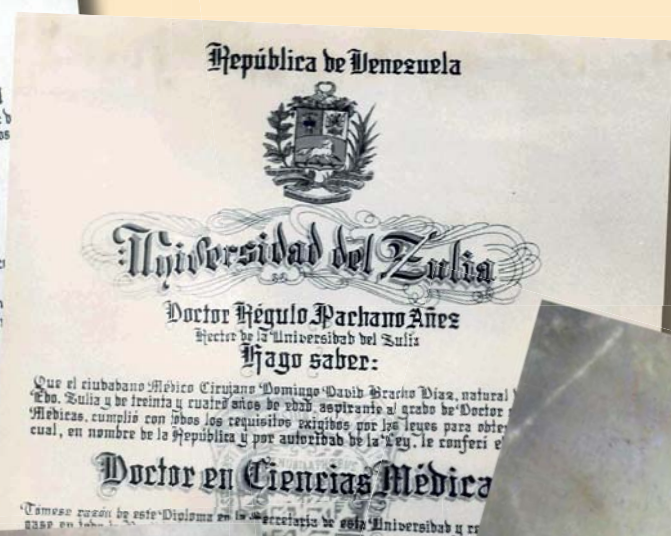 República de Venezuela
Universidad del Zulia
Doctor Régulo Pachano Añez
Rector de la Universidad del Zulia
Hago saber:
Que el ciudadano Médico Cirujano Domingo David Bracho Díaz, natural
Edo. Zulia y de treinta y cuatro años de edad, aspirante al grado de Doctor
Médicas, cumplió con todos los requisitos exigidos por las leyes para obte
cual, en nombre de la República y por autoridad de la Ley, le conferí e
Doctor en Ciencias Médica
Tómese razón de este Diploma en la Secretaría de esta Universidad y re